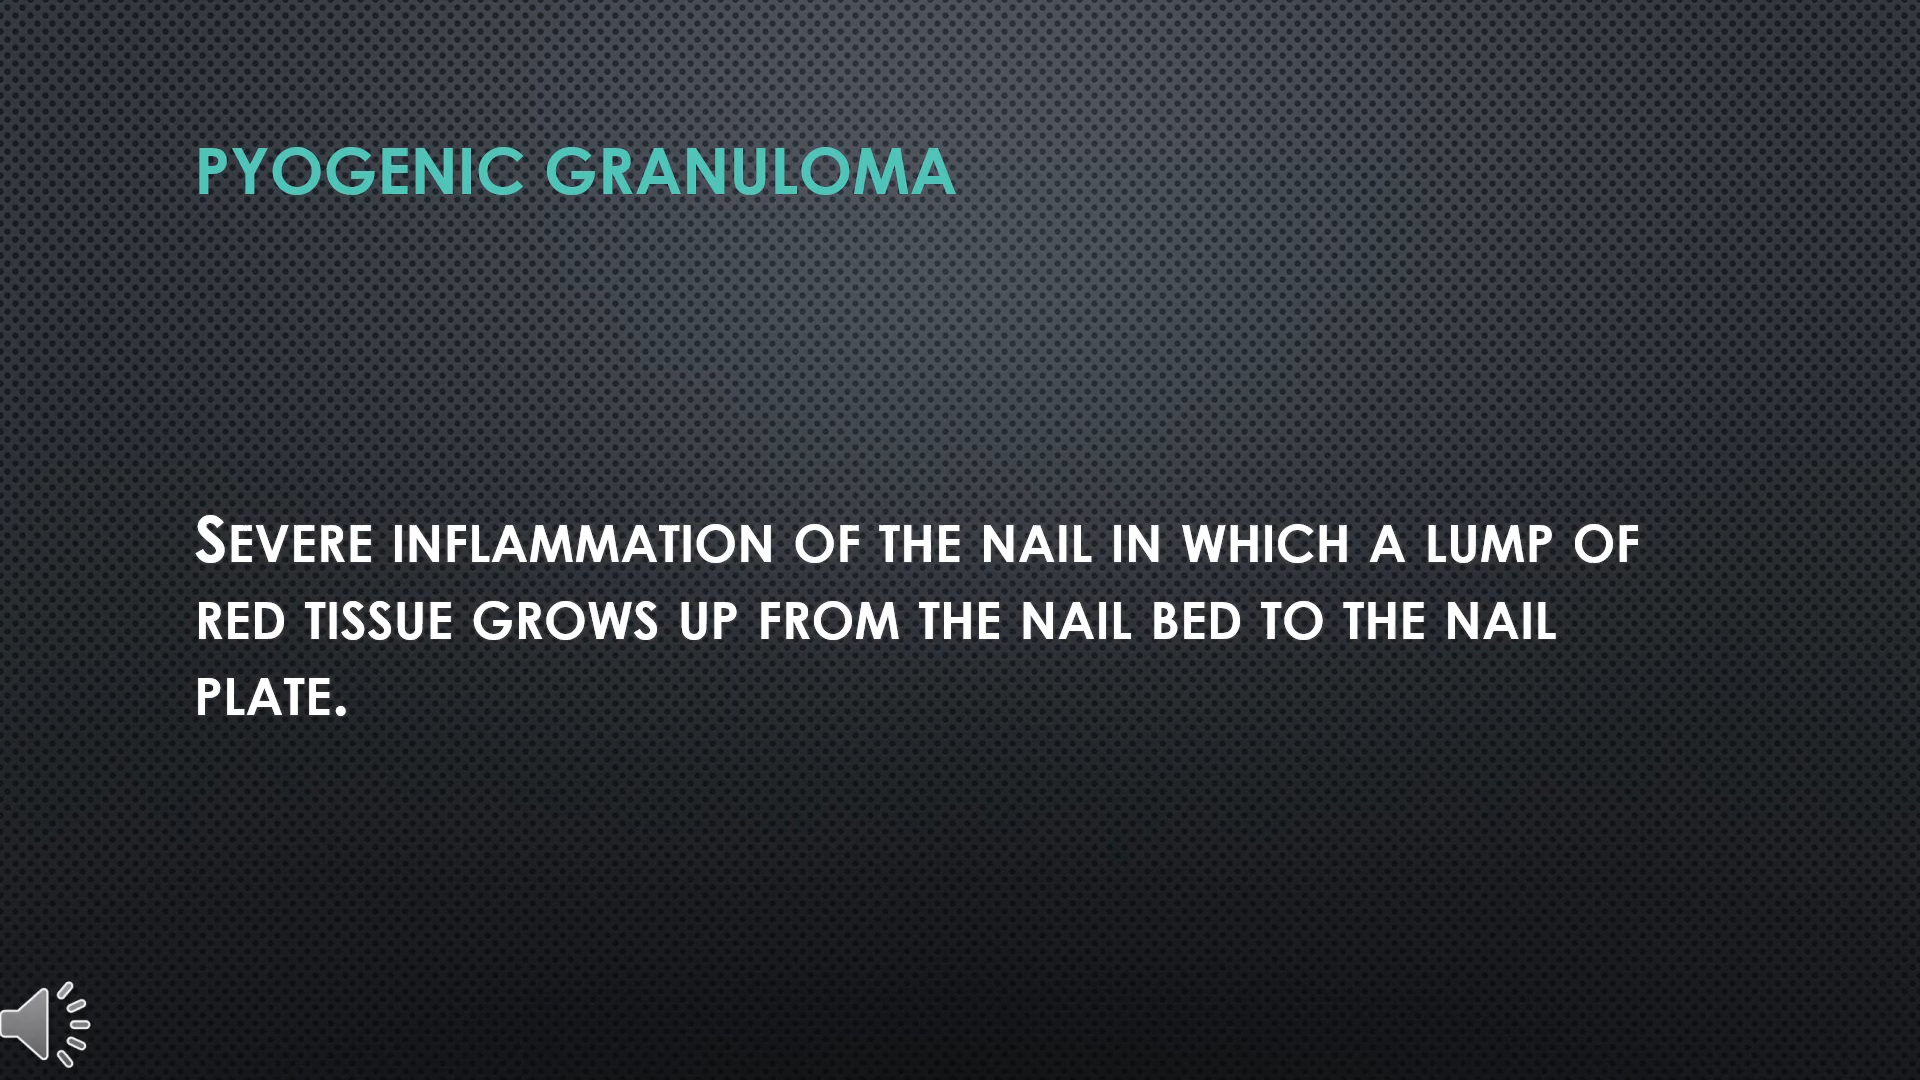 PYOGENIC GRANULOMA
SEVERE INFLAMMATION OF THE NAIL IN WHICH A LUMP OF
RED TISSUE GROWS UP FROM THE NAIL BED TO THE NAIL
PLATE.